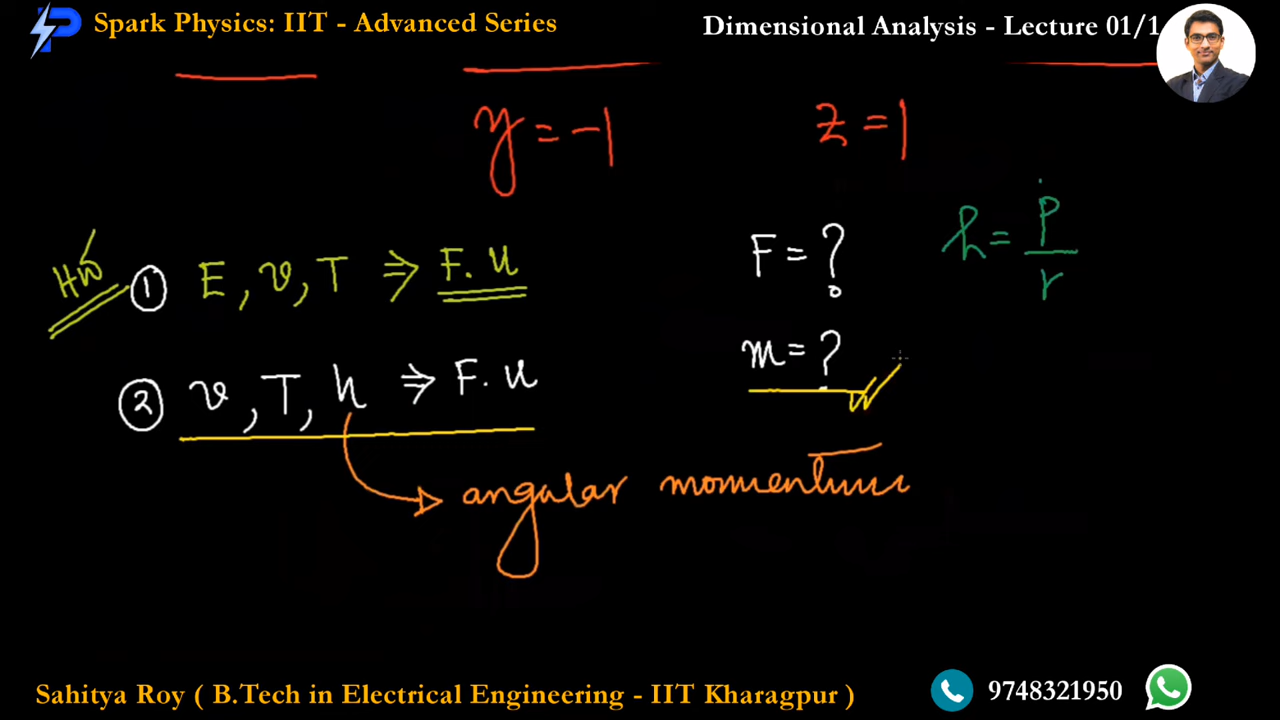 Spark Physics: IIT - Advanced Series
Dimensional Analysis - Lecture 01/1
y = -1
z = 1
HW
① E, v, T ⇒ F. U
F = ?
h = p/r
② v, T, h ⇒ F. U
m = ?
angular momentum
Sahitya Roy ( B.Tech in Electrical Engineering - IIT Kharagpur )
9748321950